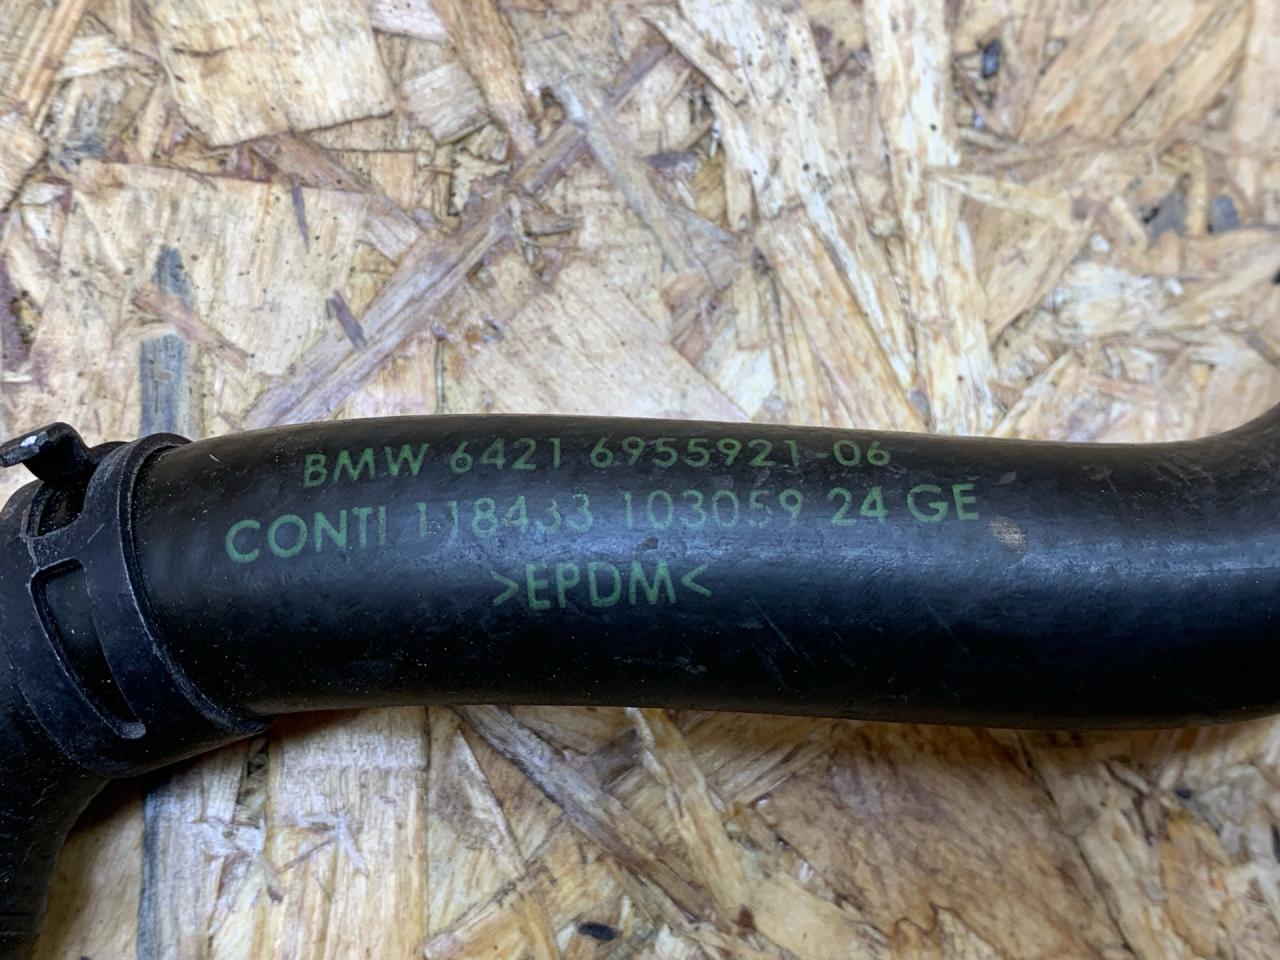 BMW 6421 6955921-06
CONTI 118433 103059 24 GE
>EPDM<